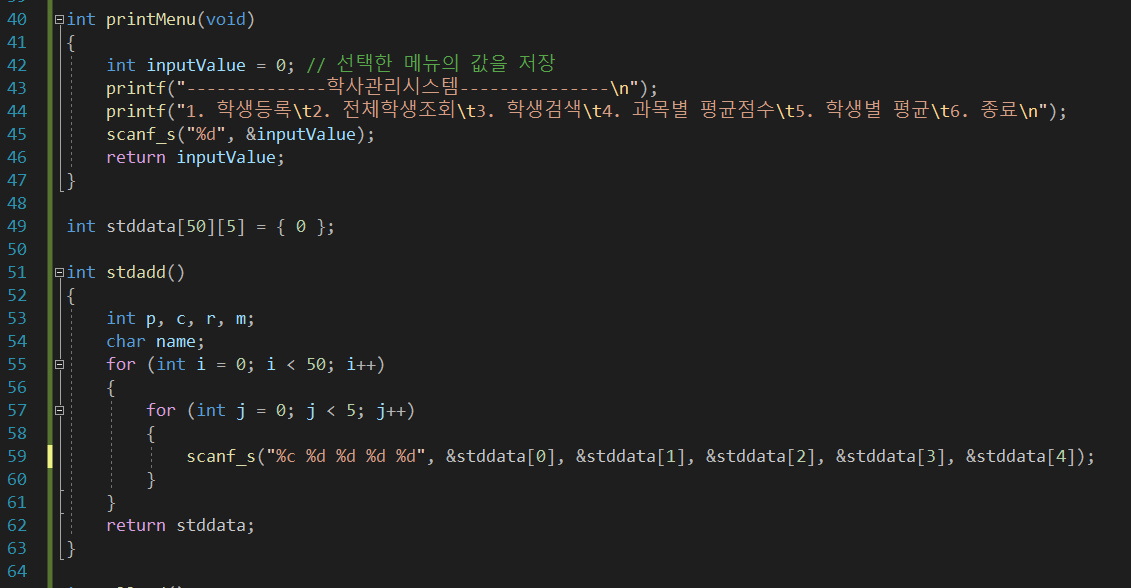 40 int printMenu(void)
41 {
42 int inputValue = 0; // 선택한 메뉴의 값을 저장
43 printf("--------------학사관리시스템---------------\n");
44 printf("1. 학생등록\t2. 전체학생조회\t3. 학생검색\t4. 과목별 평균점수\t5. 학생별 평균\t6. 종료\n");
45 scanf_s("%d", &inputValue);
46 return inputValue;
47 }
48
49 int stddata[50][5] = { 0 };
50
51 int stdadd()
52 {
53 int p, c, r, m;
54 char name;
55 for (int i = 0; i < 50; i++)
56 {
57 for (int j = 0; j < 5; j++)
58 {
59 scanf_s("%c %d %d %d %d", &stddata[0], &stddata[1], &stddata[2], &stddata[3], &stddata[4]);
60 }
61 }
62 return stddata;
63 }
64